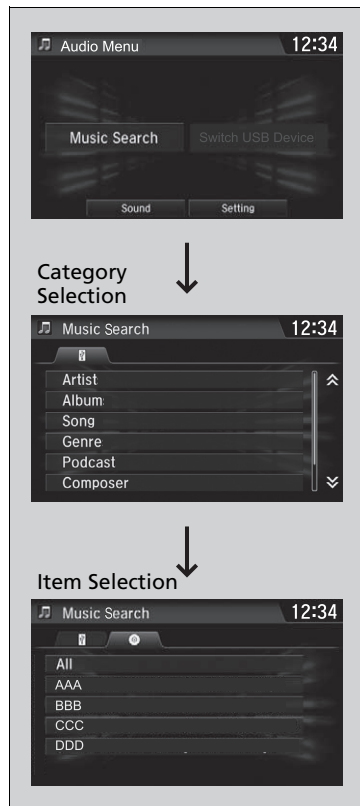 Audio Menu 12:34
Music Search Switch USB Device
Sound Setting
Category
Selection
Music Search 12:34
Artist
Album
Song
Genre
Podcast
Composer
Item Selection
Music Search 12:34
All
AAA
BBB
CCC
DDD